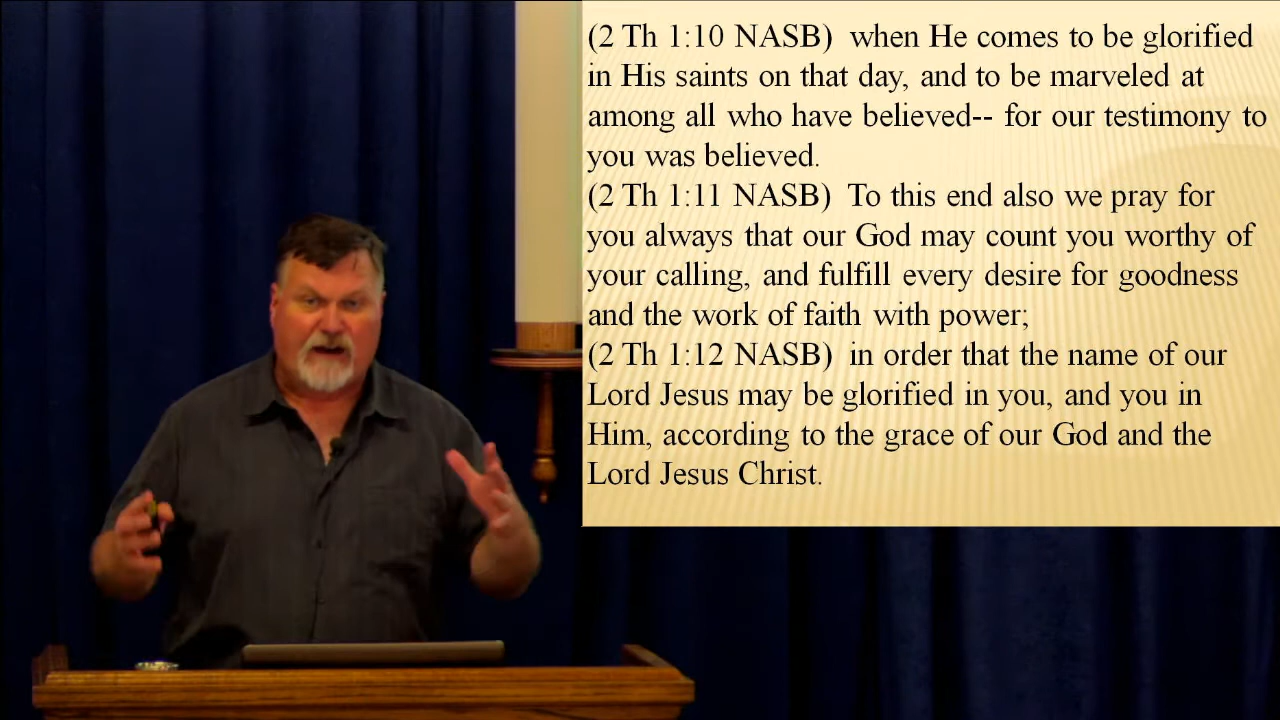 (2 Th 1:10 NASB) when He comes to be glorified
in His saints on that day, and to be marveled at
among all who have believed-- for our testimony to
you was believed.
(2 Th 1:11 NASB) To this end also we pray for
you always that our God may count you worthy of
your calling, and fulfill every desire for goodness
and the work of faith with power;
(2 Th 1:12 NASB) in order that the name of our
Lord Jesus may be glorified in you, and you in
Him, according to the grace of our God and the
Lord Jesus Christ.